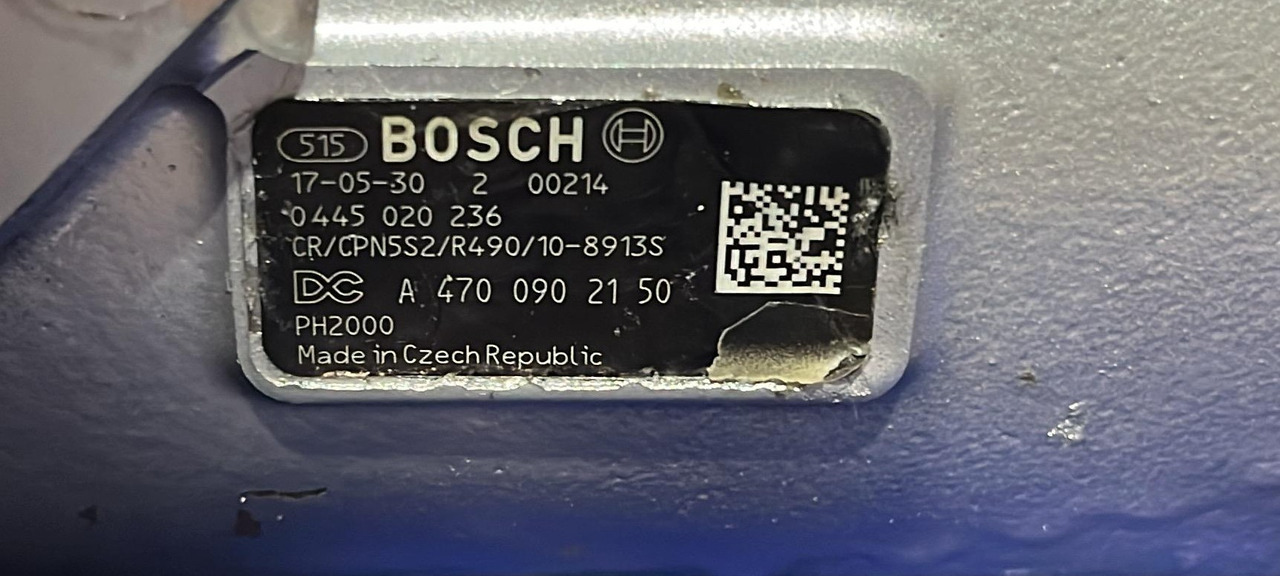 515 BOSCH
17-05-30 2 00214
0 445 020 236
CR/CPN5S2/R490/10-8913S
DC A 470 090 21 50
PH2000
Made in Czech Republic